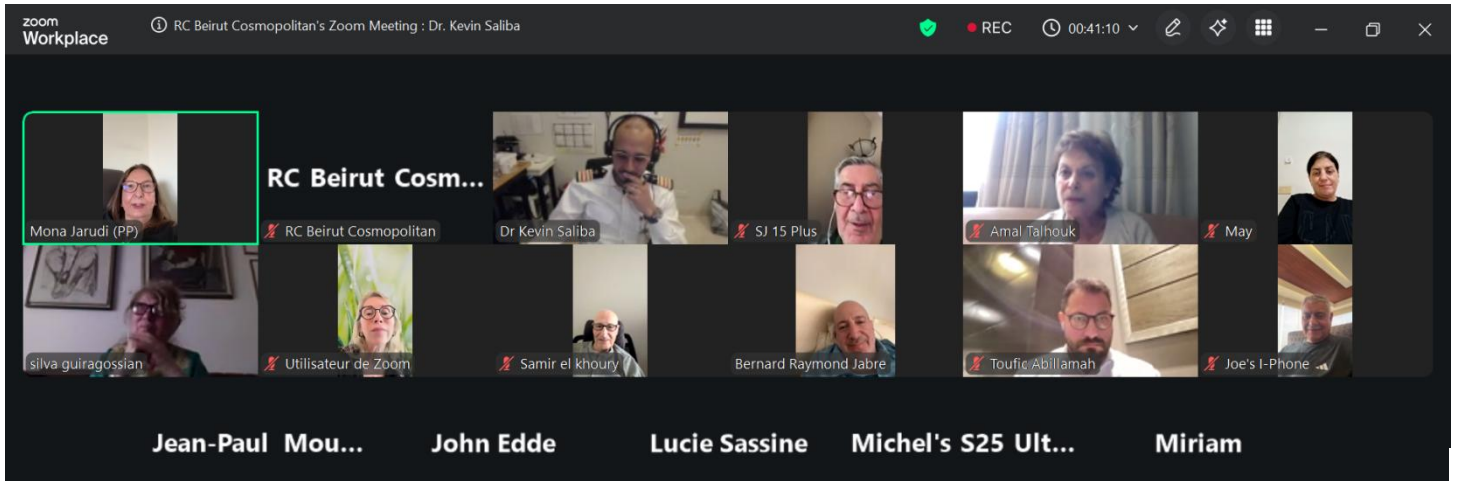 zoom
Workplace
RC Beirut Cosmopolitan's Zoom Meeting : Dr. Kevin Saliba
REC
00:41:10
RC Beirut Cosm...
Mona Jarudi (PP)
RC Beirut Cosmopolitan
Dr Kevin Saliba
SJ 15 Plus
Amal Talhouk
May
silva guiragossian
Utilisateur de Zoom
Samir el khoury
Bernard Raymond Jabre
Toufic Abillamah
Joe's I-Phone
Jean-Paul Mou...
John Edde
Lucie Sassine
Michel's S25 Ult...
Miriam